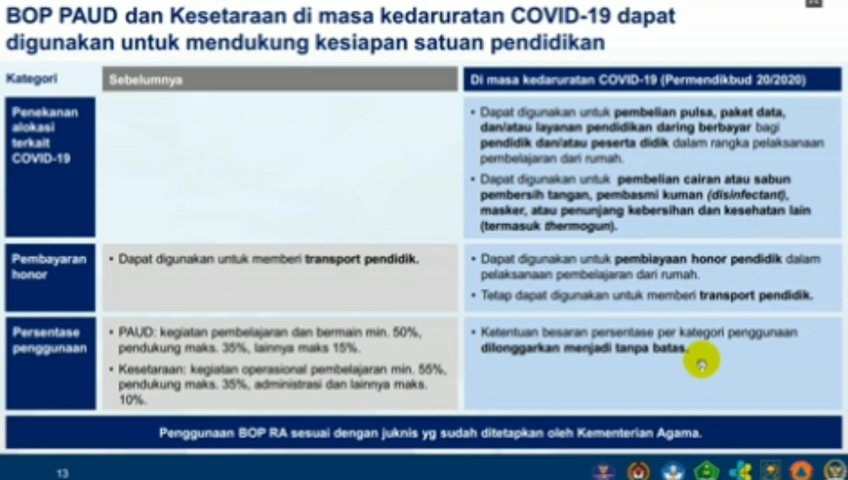 BOP PAUD dan Kesetaraan di masa kedaruratan COVID-19 dapat
digunakan untuk mendukung kesiapan satuan pendidikan
Kategori
Sebelumnya
Di masa kedaruratan COVID-19 (Permendikbud 20/2020)
Penekanan
alokasi
terkait
COVID-19
• Dapat digunakan untuk pembelian pulsa, paket data,
dan/atau layanan pendidikan daring berbayar bagi
pendidik dan/atau peserta didik dalam rangka pelaksanaan
pembelajaran dari rumah.
• Dapat digunakan untuk pembelian cairan atau sabun
pembersih tangan, pembasmi kuman (disinfectant),
masker, atau penunjang kebersihan dan kesehatan lain
(termasuk thermogun).
Pembayaran
honor
• Dapat digunakan untuk memberi transport pendidik.
• Dapat digunakan untuk pembiayaan honor pendidik dalam
pelaksanaan pembelajaran dari rumah.
• Tetap dapat digunakan untuk memberi transport pendidik.
Persentase
penggunaan
• PAUD: kegiatan pembelajaran dan bermain min. 50%,
pendukung maks. 35%, lainnya maks 15%.
• Kesetaraan: kegiatan operasional pembelajaran min. 55%,
pendukung maks. 35%, administrasi dan lainnya maks.
10%.
• Ketentuan besaran persentase per kategori penggunaan
dilonggarkan menjadi tanpa batas.
Penggunaan BOP RA sesuai dengan juknis yg sudah ditetapkan oleh Kementerian Agama.
13